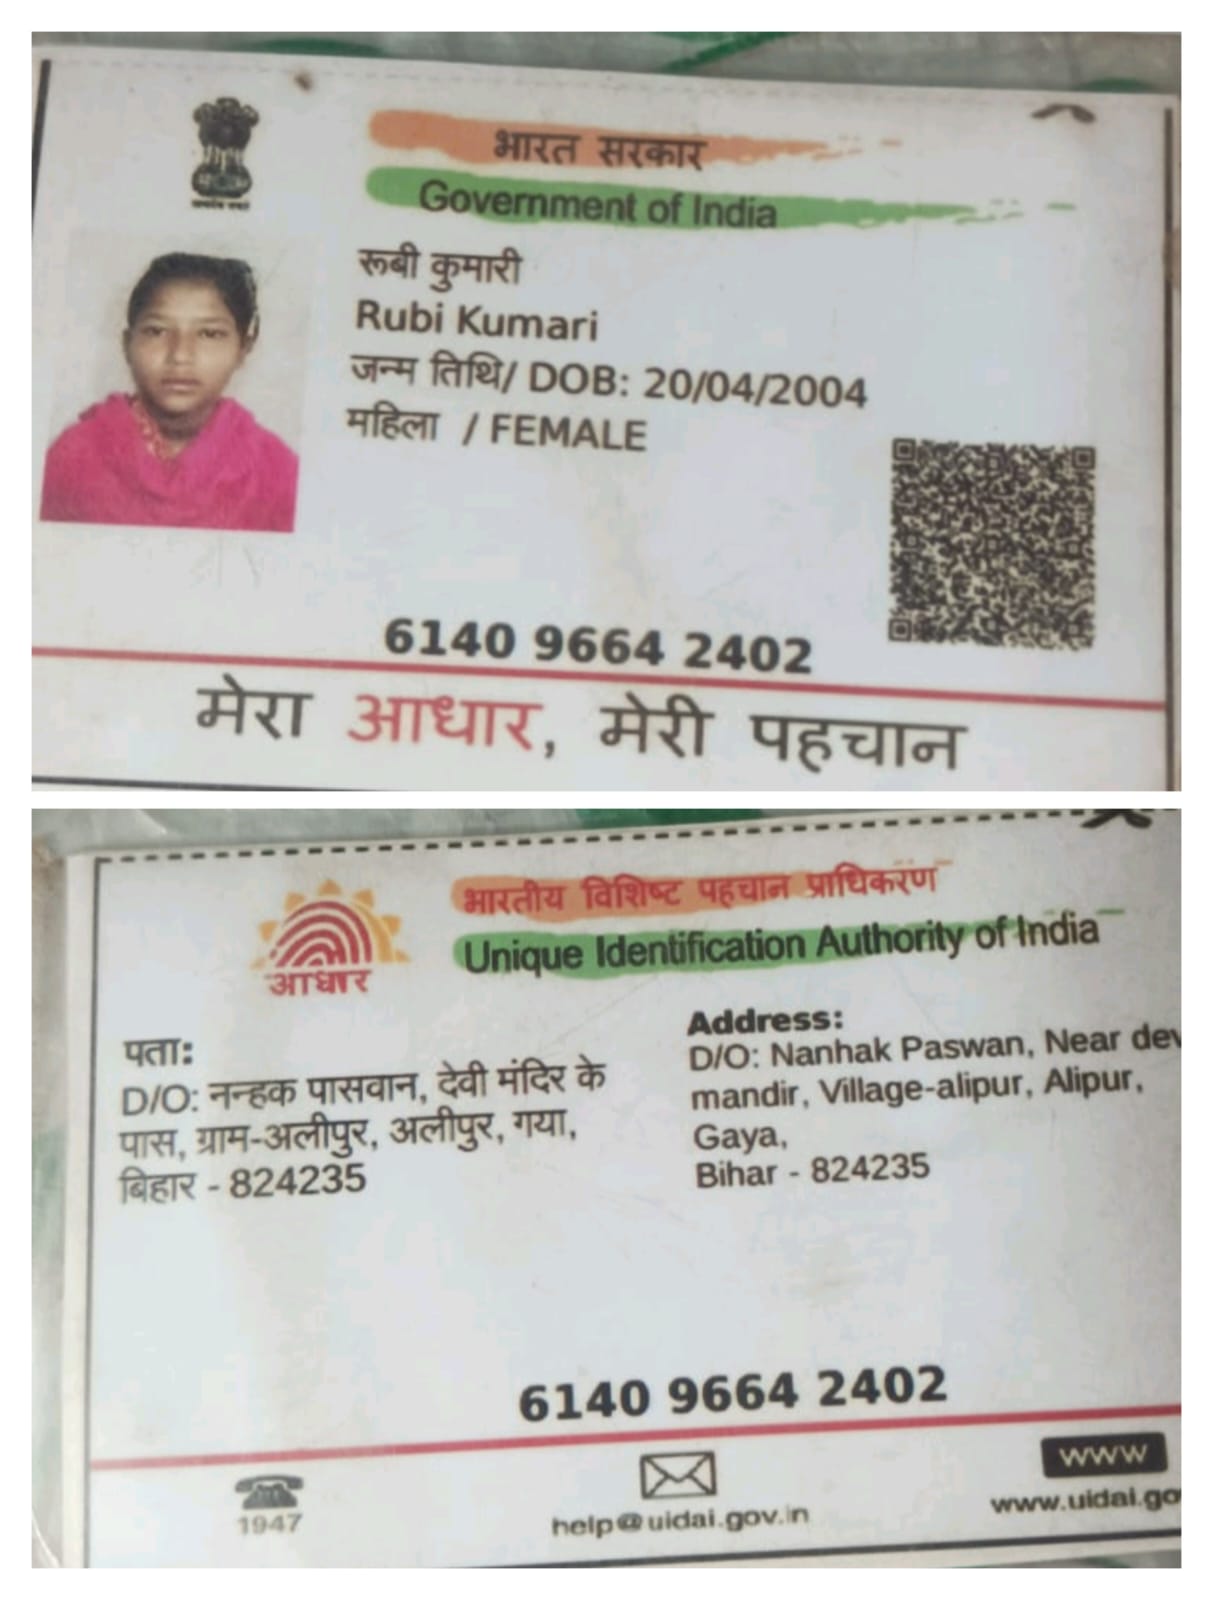 भारत सरकार
Government of India
रूबी कुमारी
Rubi Kumari
जन्म तिथि/ DOB: 20/04/2004
महिला / FEMALE
6140 9664 2402
मेरा आधार, मेरी पहचान
भारतीय विशिष्ट पहचान प्राधिकरण
Unique Identification Authority of India
आधार
पता:
D/O: नन्हक पासवान, देवी मंदिर के
पास, ग्राम-अलीपुर, अलीपुर, गया,
बिहार - 824235
Address:
D/O: Nanhak Paswan, Near dev
mandir, Village-alipur, Alipur,
Gaya,
Bihar - 824235
6140 9664 2402
1947
help@uidai.gov.in
www
www.uidai.go